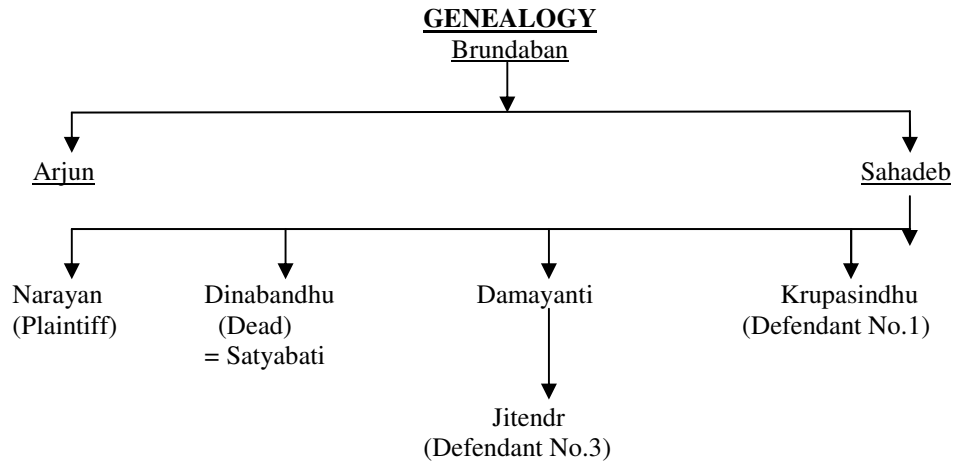 GENEALOGY
Brundaban
Arjun Sahadeb
Narayan Dinabandhu Damayanti Krupasindhu
(Plaintiff) (Dead) (Defendant No.1)
= Satyabati
Jitendr
(Defendant No.3)